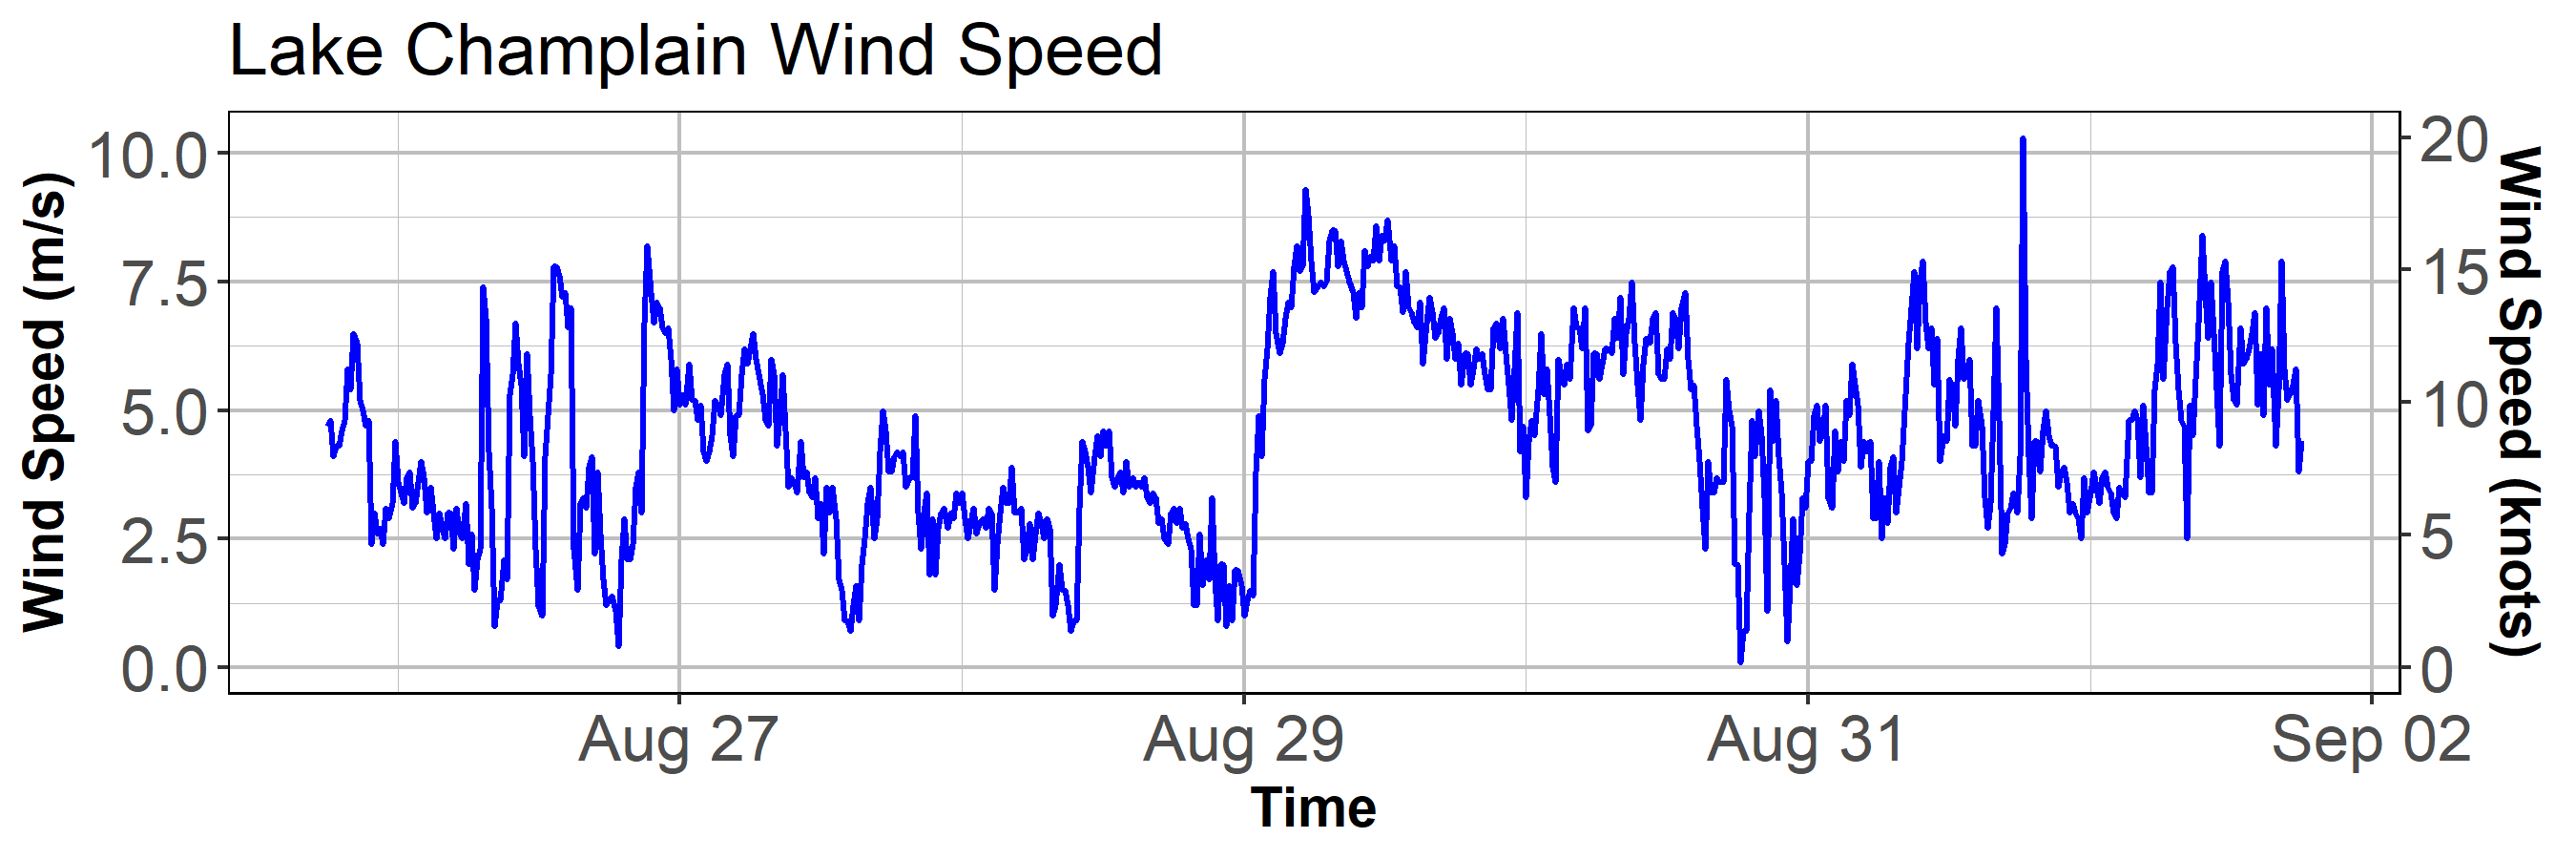 Lake Champlain Wind Speed
Wind Speed (m/s)
10.0
7.5
5.0
2.5
0.0
20
15
10
5
0
Wind Speed (knots)
Aug 27
Aug 29
Aug 31
Sep 02
Time